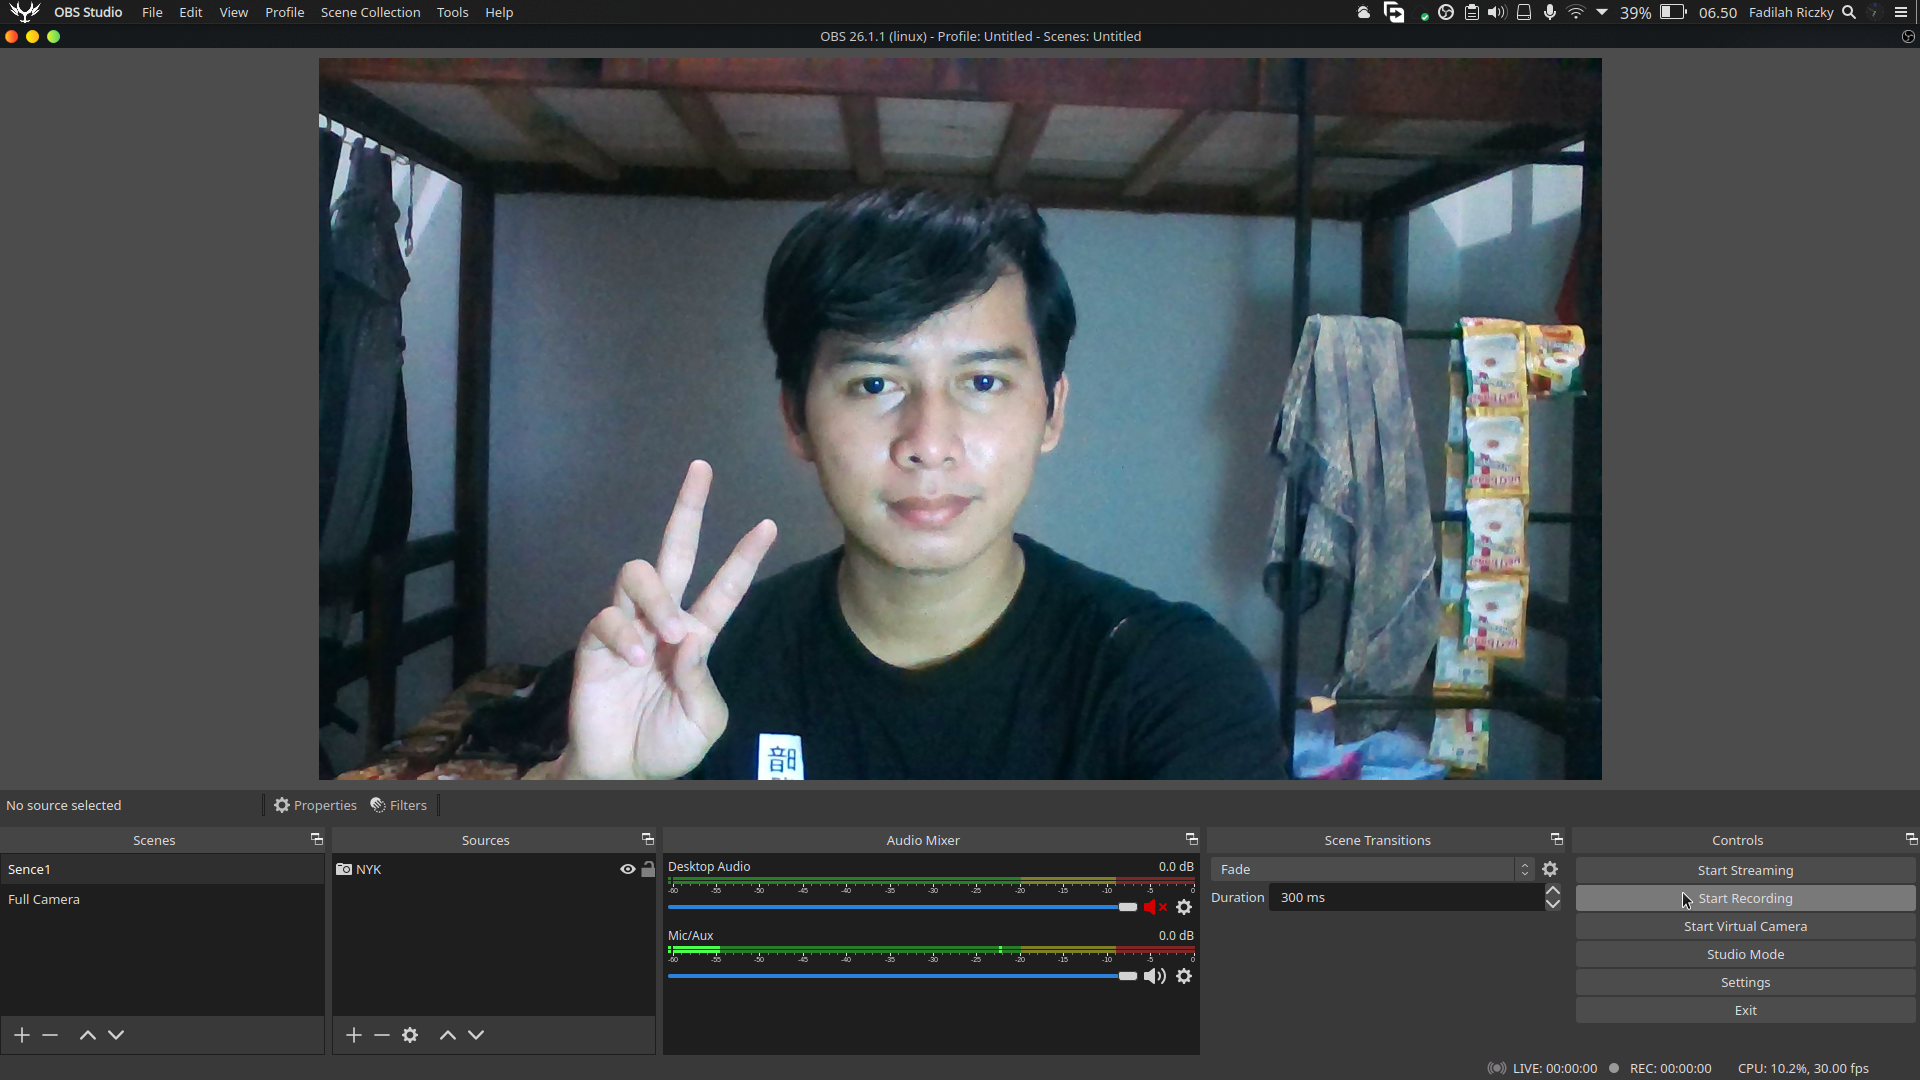 OBS Studio File Edit View Profile Scene Collection Tools Help 39% 06.50 Fadilah Riczky
OBS 26.1.1 (linux) - Profile: Untitled - Scenes: Untitled
部
No source selected Properties Filters
Scenes
Sence1
Full Camera
Sources
NYK
Audio Mixer
Desktop Audio 0.0 dB
-60 -55 -50 -45 -40 -35 -30 -25 -20 -15 -10 -5 0
Mic/Aux 0.0 dB
-60 -55 -50 -45 -40 -35 -30 -25 -20 -15 -10 -5 0
Scene Transitions
Fade
Duration 300 ms
Controls
Start Streaming
Start Recording
Start Virtual Camera
Studio Mode
Settings
Exit
LIVE: 00:00:00 REC: 00:00:00 CPU: 10.2%, 30.00 fps